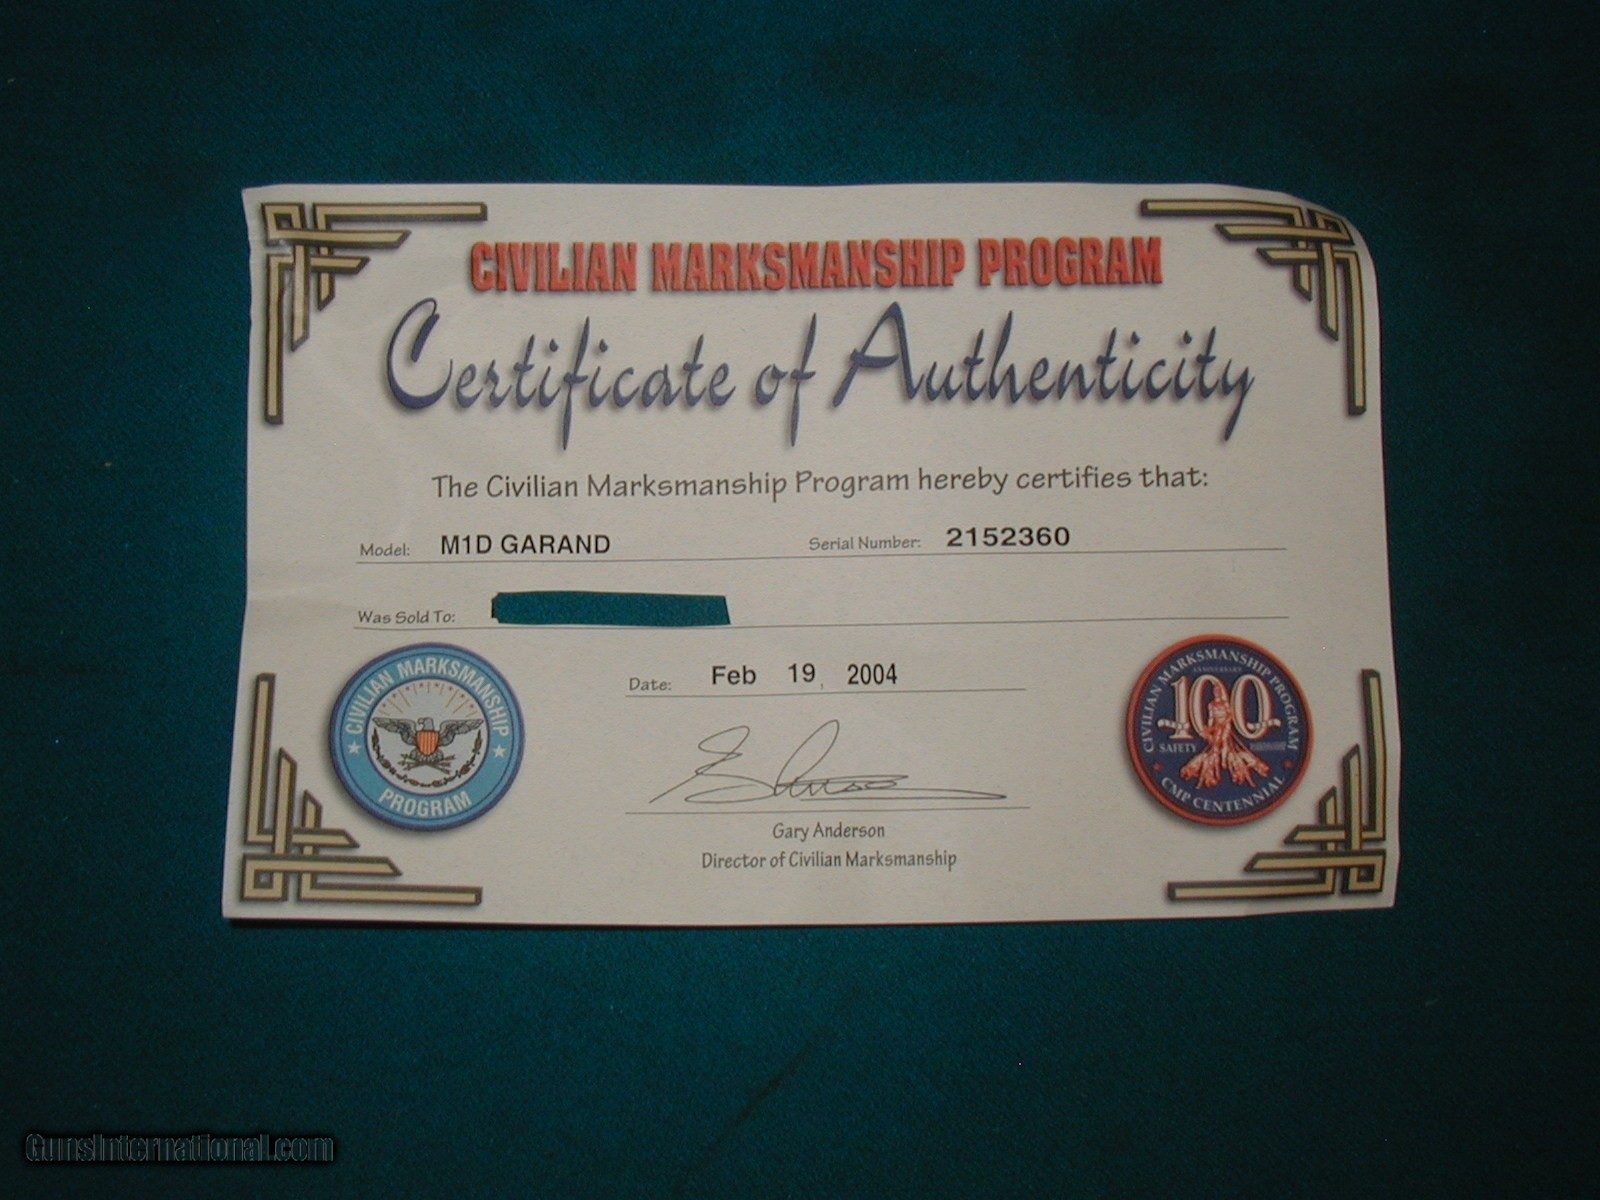 CIVILIAN MARKSMANSHIP PROGRAM
Certificate of Authenticity
The Civilian Marksmanship Program hereby certifies that:
Model: M1D GARAND Serial Number: 2152360
Was Sold To:
Date: Feb 19, 2004
Gary Anderson
Director of Civilian Marksmanship
CIVILIAN MARKSMANSHIP
PROGRAM
CIVILIAN MARKSMANSHIP PROGRAM
ANNIVERSARY
100
SAFETY
CMP CENTENNIAL
GunsInternational.com